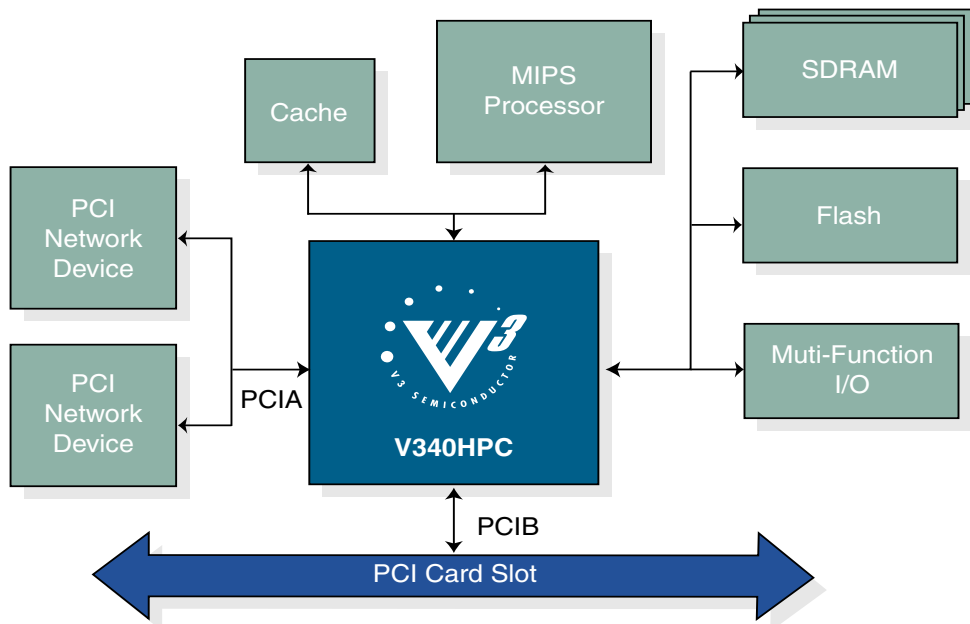 Cache
MIPS
Processor
SDRAM
PCI
Network
Device
Flash
V3
V3 SEMICONDUCTOR
V340HPC
Muti-Function
I/O
PCI
Network
Device
PCIA
PCIB
PCI Card Slot